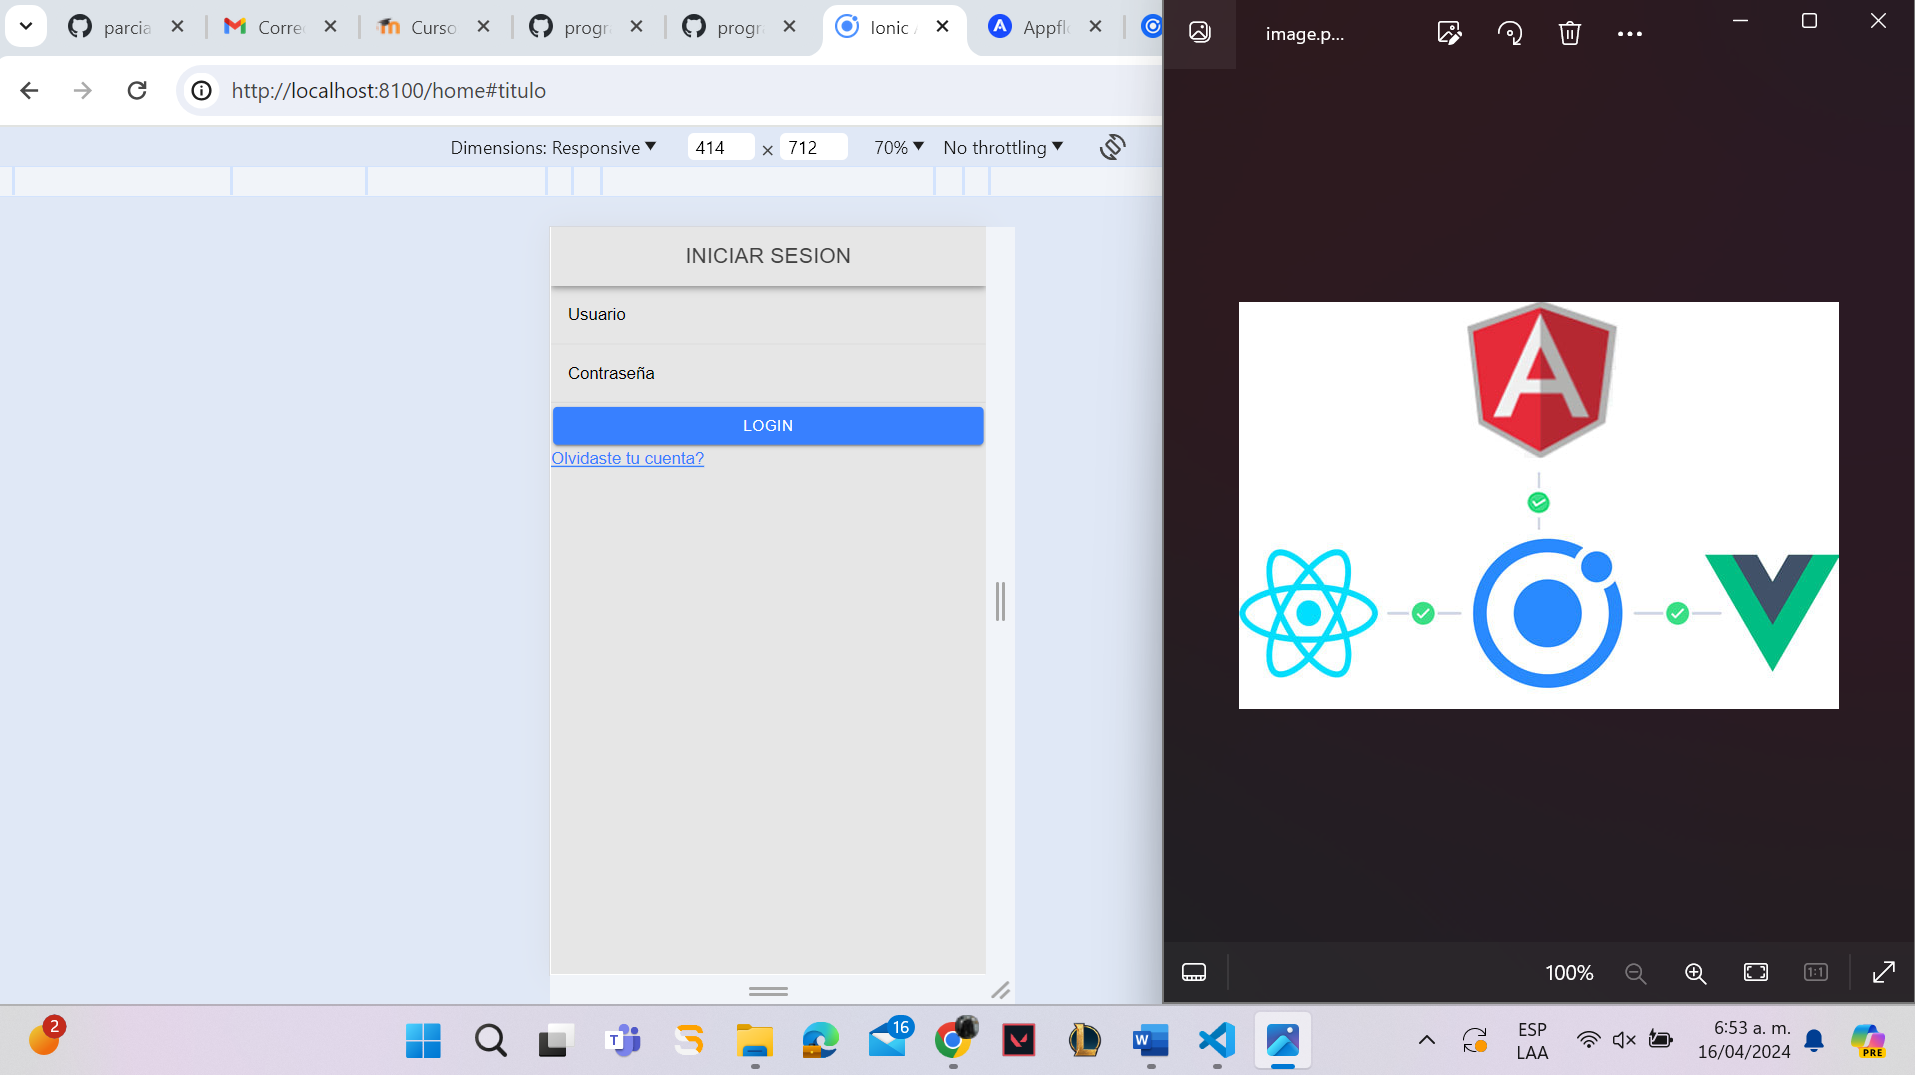 parcia
Corre
Curso
progr
progr
Ionic A
Appfl
http://localhost:8100/home#titulo
Dimensions: Responsive
414 × 712
70%
No throttling
INICIAR SESION
Usuario
Contraseña
LOGIN
Olvidaste tu cuenta?
image.p...
100%
1:1
2
16
ESP
LAA
6:53 a. m.
16/04/2024
PRE